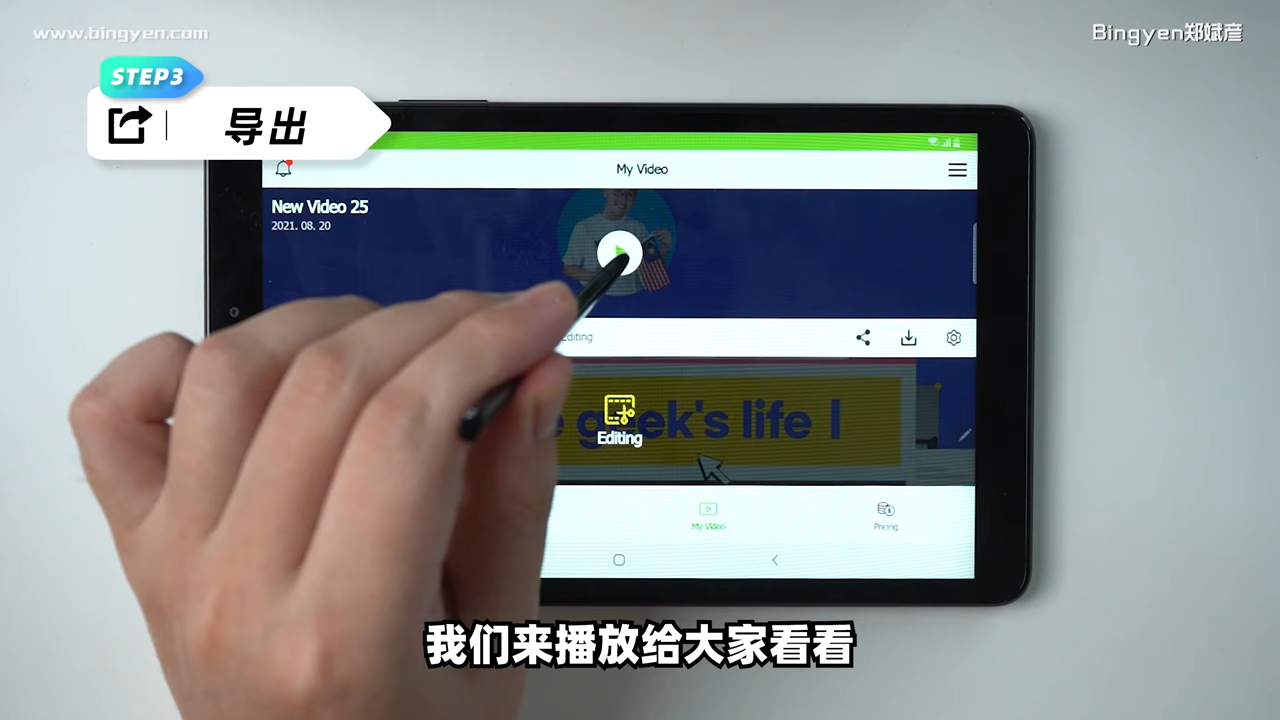 www.bingyen.com
Bingyen郑斌彦
STEP3
导出
My Video
New Video 25
2021. 08. 20
Editing
geek's life
Editing
My Video
Pricing
我们来播放给大家看看